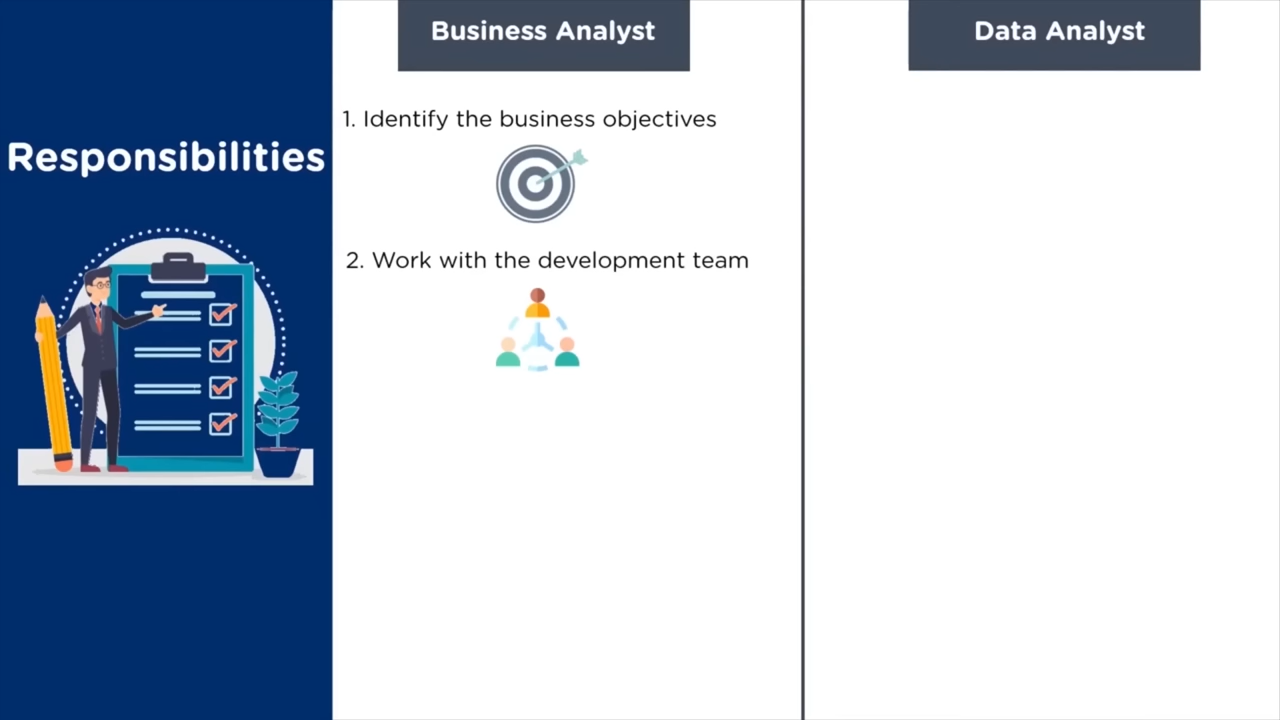 Responsibilities
Business Analyst
1. Identify the business objectives
2. Work with the development team
Data Analyst